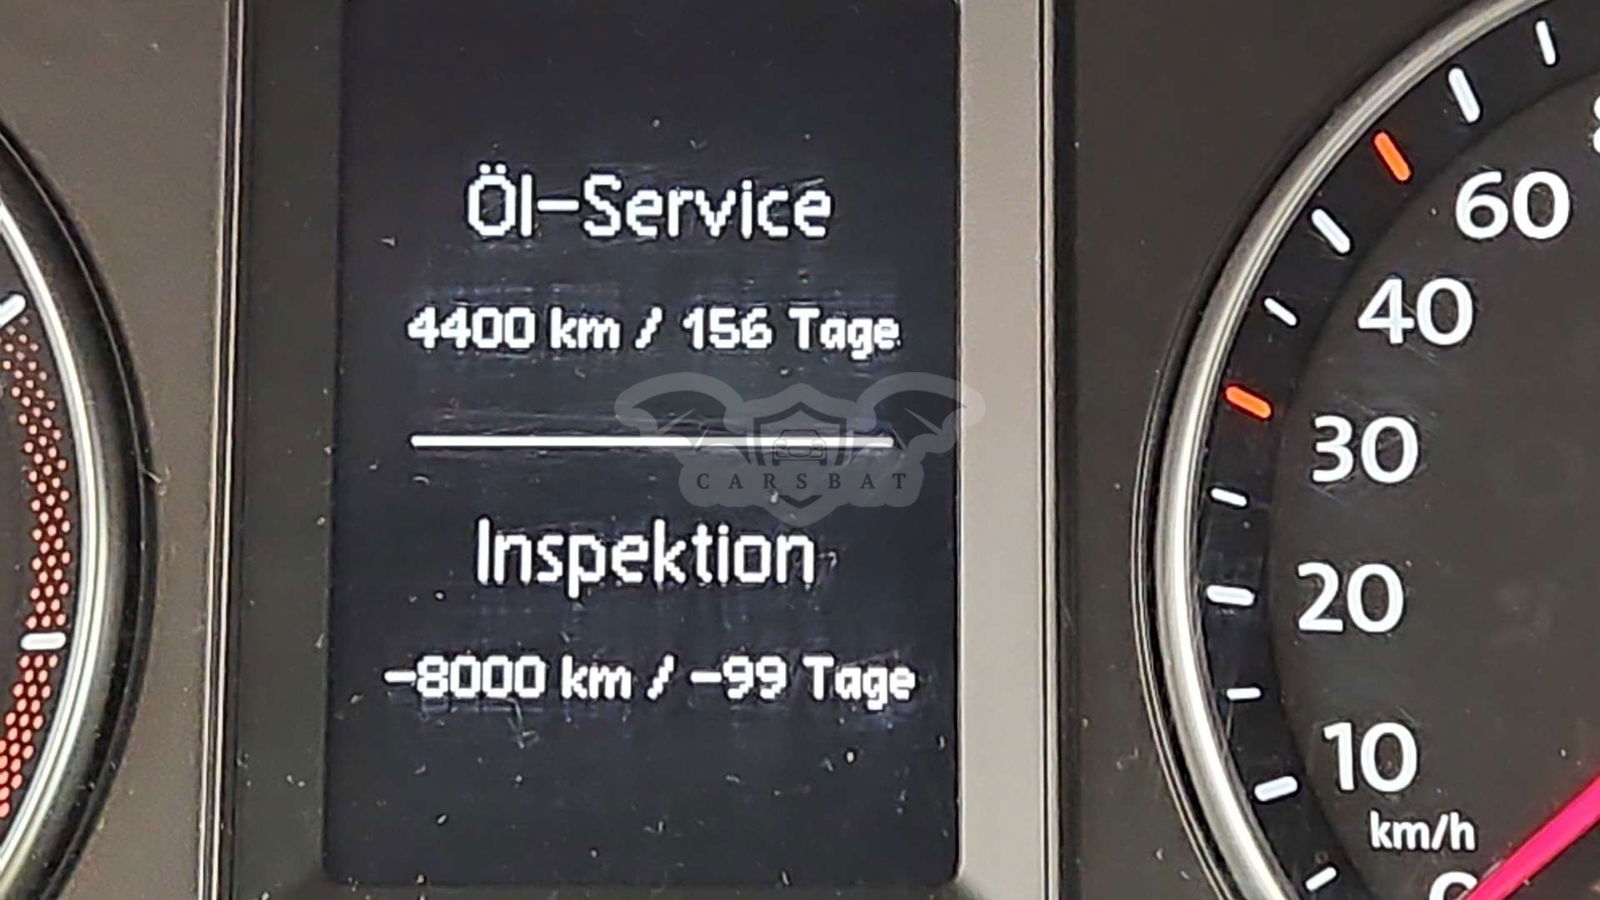 Öl-Service
4400 km / 156 Tage
CARSBAT
Inspektion
-8000 km / -99 Tage
60
40
30
20
10
km/h